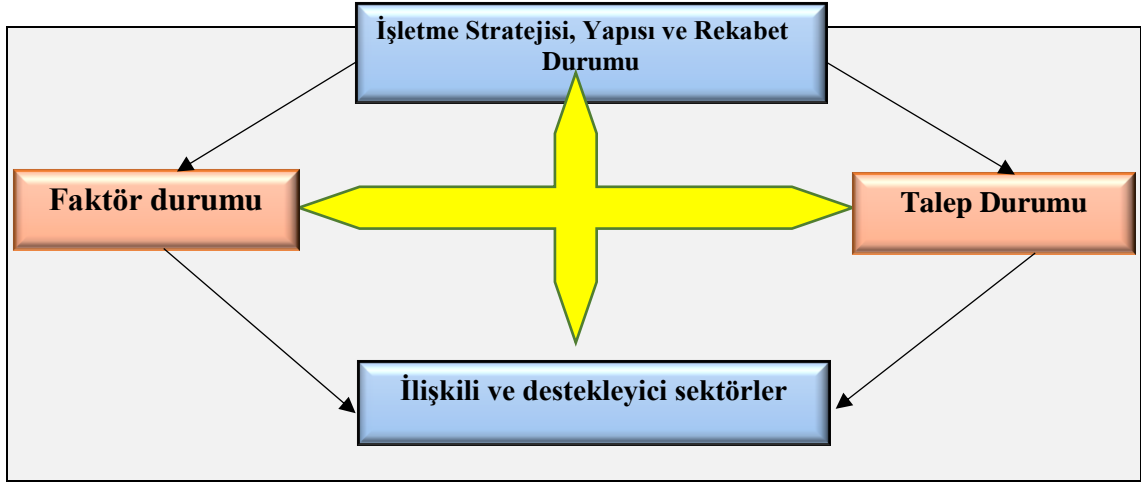 İşletme Stratejisi, Yapısı ve Rekabet
Durumu
Faktör durumu
Talep Durumu
İlişkili ve destekleyici sektörler